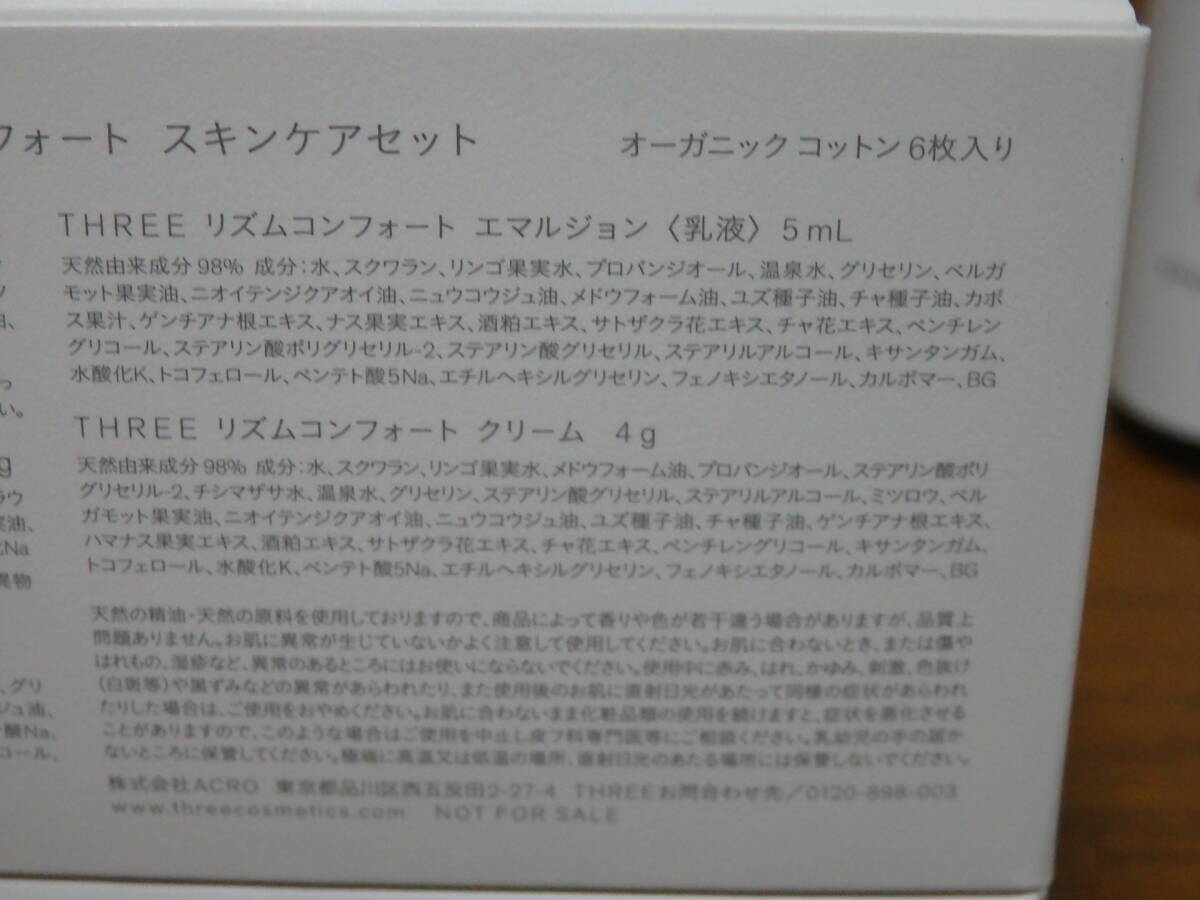 フォート スキンケアセット オーガニック コットン 6枚入り
THREE リズムコンフォート エマルジョン〈乳液〉 5mL
天然由来成分98% 成分：水、スクワラン、リンゴ果実水、プロパンジオール、温泉水、グリセリン、ベルガ
モット果実油、ニオイテンジクアオイ油、ニュウコウジュ油、メドウフォーム油、ユズ種子油、チャ種子油、カボ
ス果汁、ゲンチアナ根エキス、ナス果実エキス、酒粕エキス、サトザクラ花エキス、チャ花エキス、ペンチレン
グリコール、ステアリン酸ポリグリセリル-2、ステアリン酸グリセリル、ステアリルアルコール、キサンタンガム、
水酸化K、トコフェロール、ペンテト酸5Na、エチルヘキシルグリセリン、フェノキシエタノール、カルボマー、BG
THREE リズムコンフォート クリーム 4g
天然由来成分98% 成分：水、スクワラン、リンゴ果実水、メドウフォーム油、プロパンジオール、ステアリン酸ポリ
グリセリル-2、チシマザサ水、温泉水、グリセリン、ステアリン酸グリセリル、ステアリルアルコール、ミツロウ、ベル
ガモット果実油、ニオイテンジクアオイ油、ニュウコウジュ油、ユズ種子油、チャ種子油、ゲンチアナ根エキス、
ハマナス果実エキス、酒粕エキス、サトザクラ花エキス、チャ花エキス、ペンチレングリコール、キサンタンガム、
トコフェロール、水酸化K、ペンテト酸5Na、エチルヘキシルグリセリン、フェノキシエタノール、カルボマー、BG
天然の精油・天然の原料を使用しておりますので、商品によって香りや色が若干違う場合がありますが、品質上
問題ありません。お肌に異常が生じていないかよく注意して使用してください。お肌に合わないとき、または傷や
はれもの、湿疹など、異常のあるところにはお使いにならないでください。使用中に赤み、はれ、かゆみ、刺激、色抜け
（白斑等）や黒ずみなどの異常があらわれたり、また使用後のお肌に直射日光があたって同様の症状があらわれ
たりした場合は、ご使用をおやめください。お肌に合わないまま化粧品類の使用を続けますと、症状を悪化させる
ことがありますので、このような場合はご使用を中止し皮フ科専門医等にご相談ください。乳幼児の手の届か
ないところに保管してください。極端に高温又は低温の場所、直射日光のあたる場所には保管しないでください。
株式会社ACRO 東京都品川区西五反田2-27-4 THREEお問合わせ先／0120-898-003
www.threecosmetics.com NOT FOR SALE